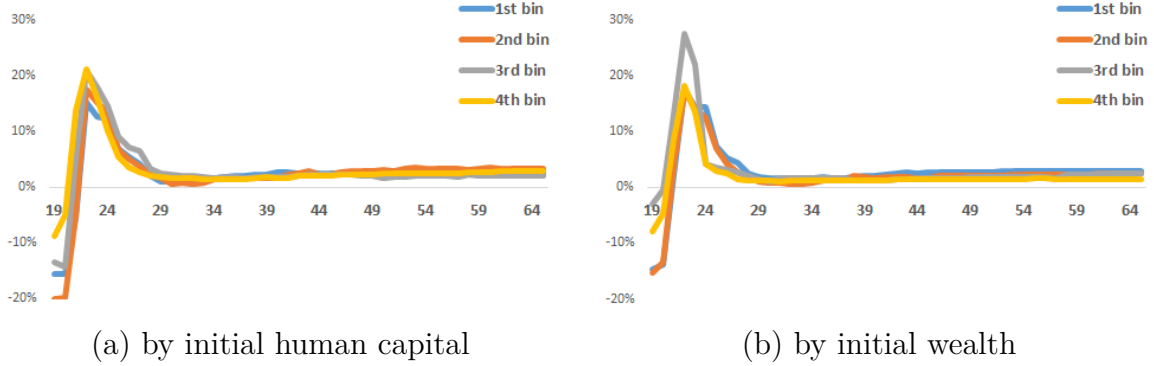 30%
20%
10%
0%
-10%
-20%
19 24 29 34 39 44 49 54 59 64
1st bin
2nd bin
3rd bin
4th bin
(a) by initial human capital
30%
20%
10%
0%
-10%
-20%
19 24 29 34 39 44 49 54 59 64
1st bin
2nd bin
3rd bin
4th bin
(b) by initial wealth